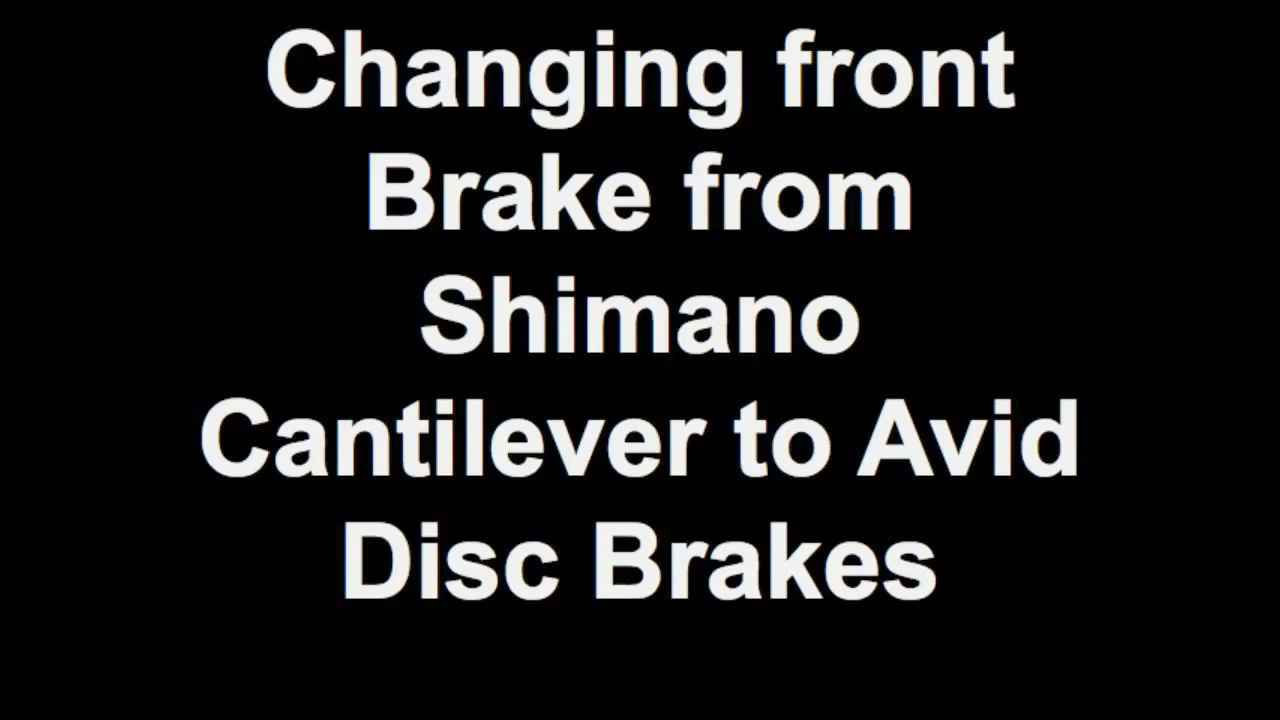 Changing front
Brake from
Shimano
Cantilever to Avid
Disc Brakes